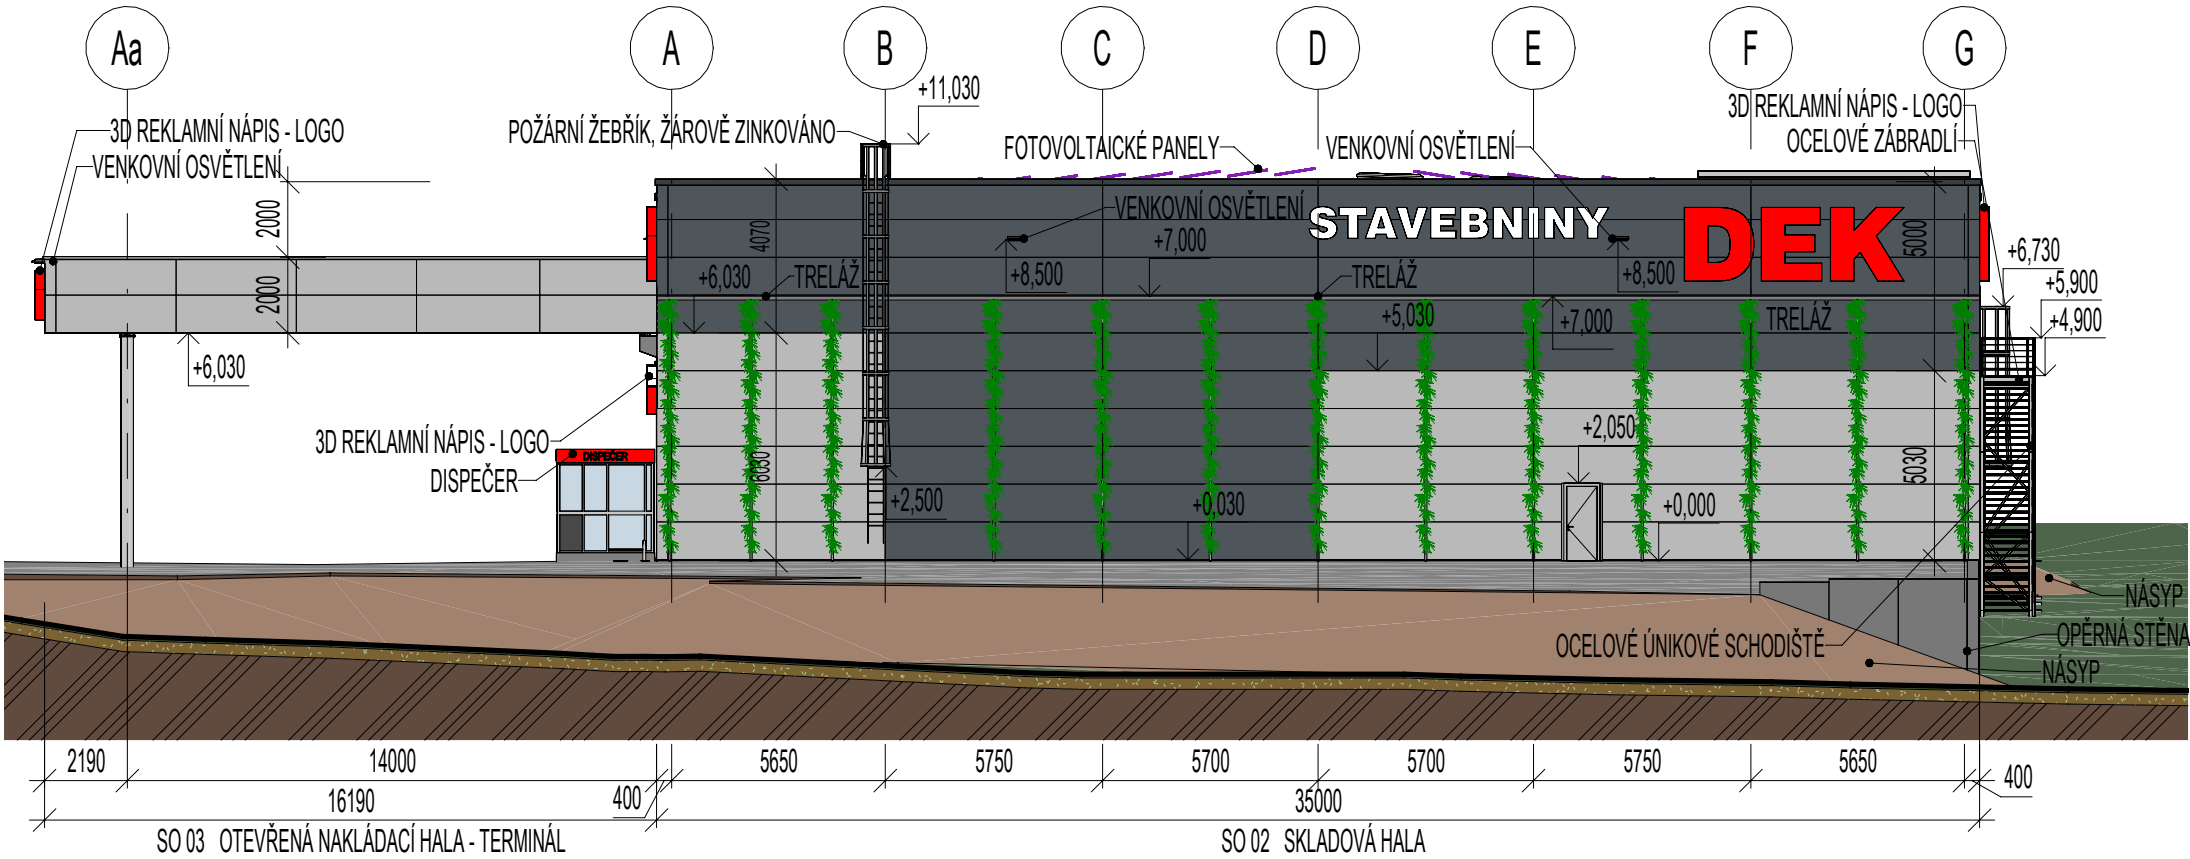 Aa A B C D E F G
+11,030
3D REKLAMNÍ NÁPIS - LOGO
OCELOVÉ ZÁBRADLÍ
3D REKLAMNÍ NÁPIS - LOGO
VENKOVNÍ OSVĚTLENÍ
POŽÁRNÍ ŽEBŘÍK, ŽÁROVĚ ZINKOVÁNO
FOTOVOLTAICKÉ PANELY
VENKOVNÍ OSVĚTLENÍ
2000
4070
VENKOVNÍ OSVĚTLENÍ
STAVEBNINY DEK
5000
+7,000
+6,730
+6,030
TRELÁŽ
+8,500
TRELÁŽ
+8,500
+5,900
2000
+5,030
+7,000
TRELÁŽ
+4,900
+6,030
3D REKLAMNÍ NÁPIS - LOGO
+2,050
DISPEČER
DISPEČER
6030
5030
+2,500
+0,030
+0,000
NÁSYP
OPĚRNÁ STĚNA
OCELOVÉ ÚNIKOVÉ SCHODIŠTĚ
NÁSYP
2190 14000 5650 5750 5700 5700 5750 5650 400
16190 400 35000
SO 03 OTEVŘENÁ NAKLÁDACÍ HALA - TERMINÁL
SO 02 SKLADOVÁ HALA